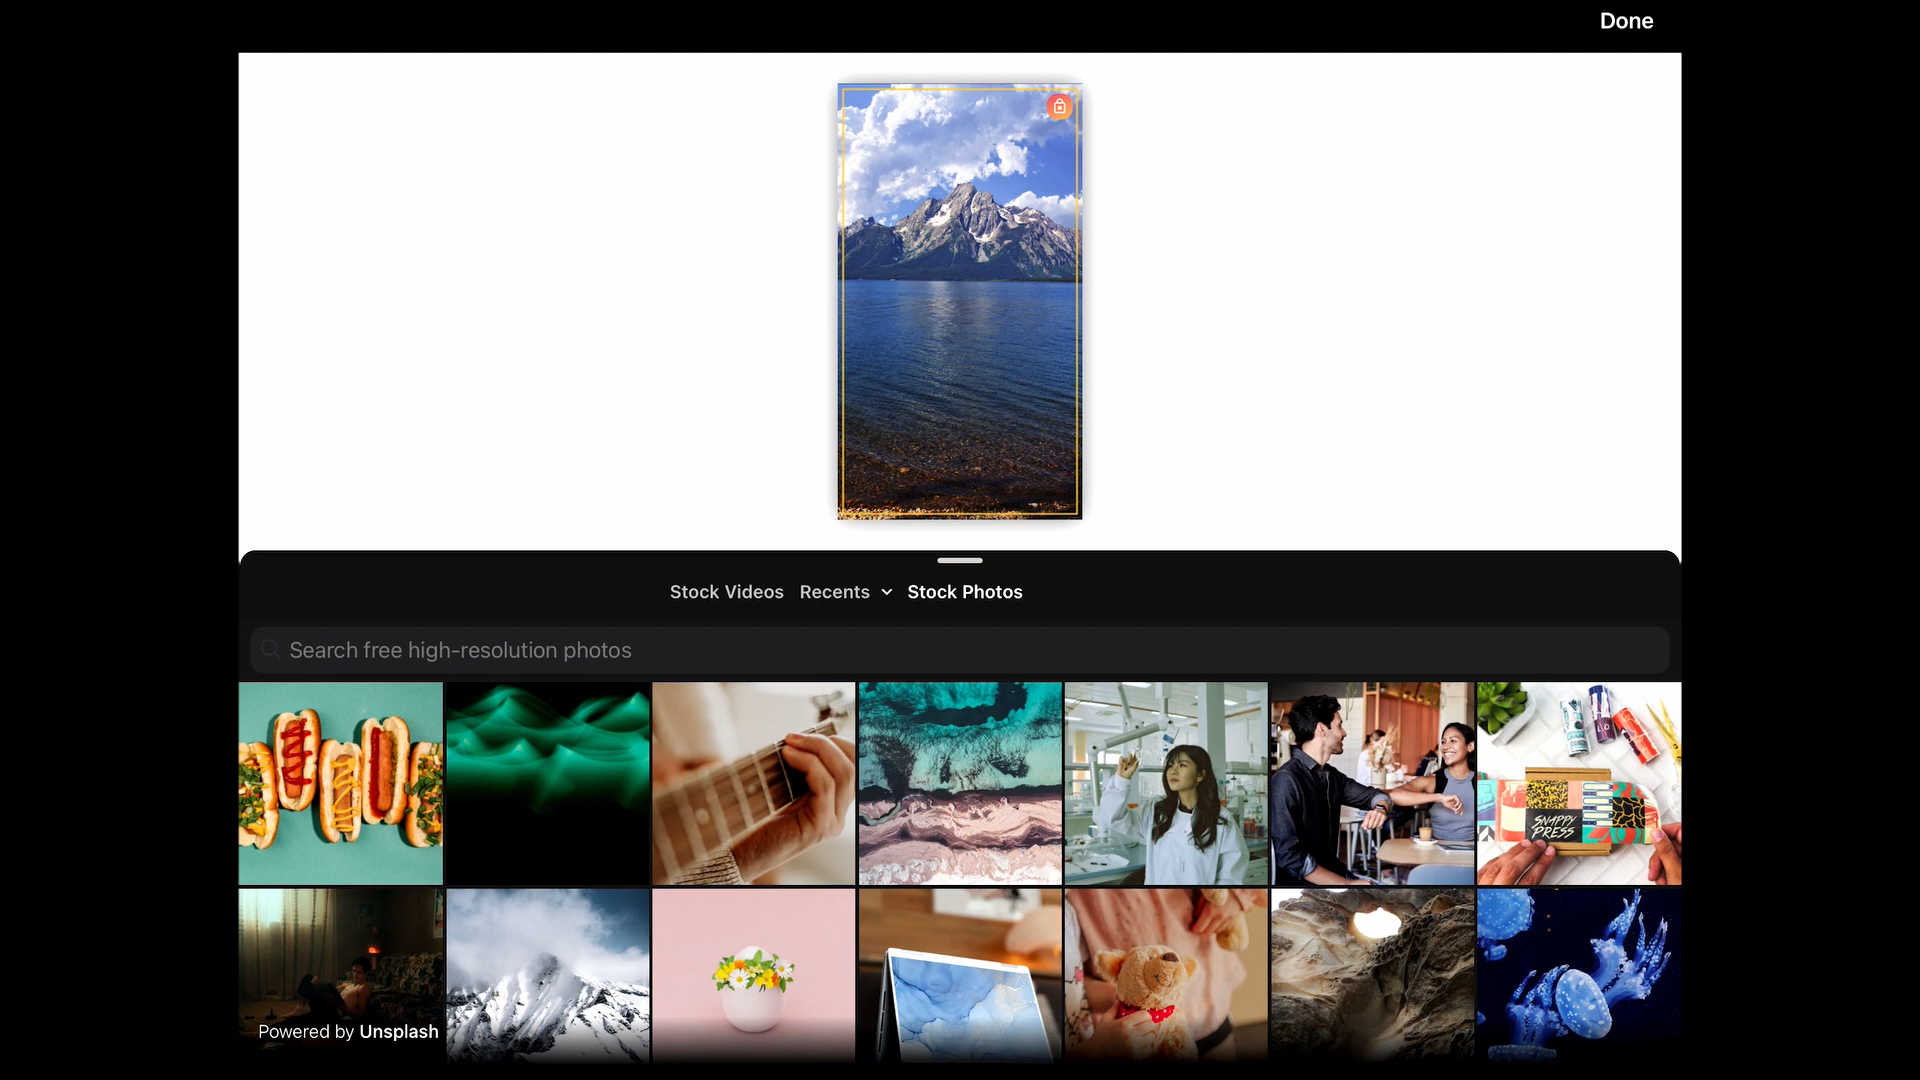 Done
Stock Videos Recents Stock Photos
Search free high-resolution photos
SNAPPY
PRESS
Powered by Unsplash